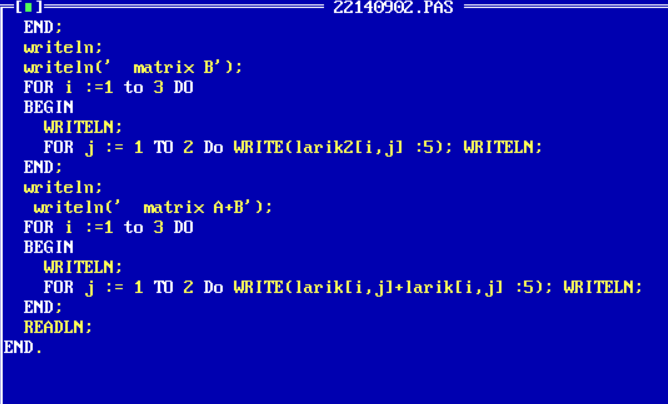 [■] 22140902.PAS
END;
writeln;
writeln('  matrix B');
FOR i :=1 to 3 DO
BEGIN
WRITELN;
FOR j := 1 TO 2 Do WRITE(larik2[i,j] :5); WRITELN;
END;
writeln;
writeln('  matrix A+B');
FOR i :=1 to 3 DO
BEGIN
WRITELN;
FOR j := 1 TO 2 Do WRITE(larik[i,j]+larik[i,j] :5); WRITELN;
END;
READLN;
END.